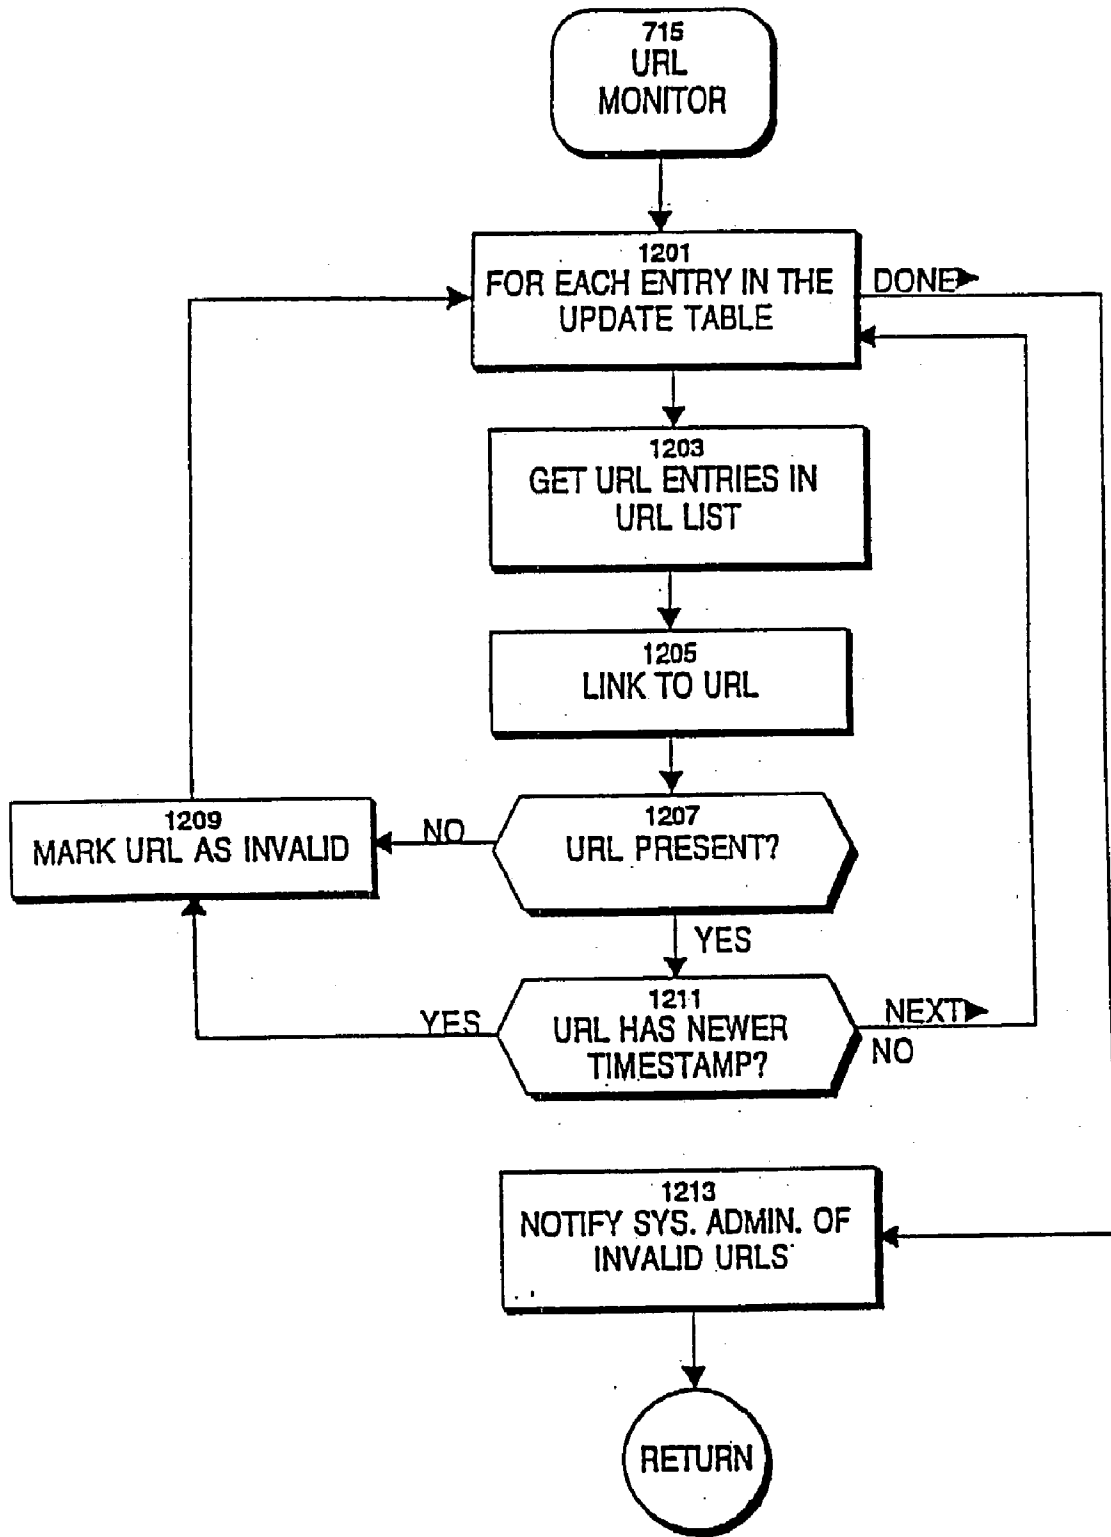 715
URL
MONITOR
1201
FOR EACH ENTRY IN THE
UPDATE TABLE
DONE
1203
GET URL ENTRIES IN
URL LIST
1205
LINK TO URL
1207
URL PRESENT?
NO
1209
MARK URL AS INVALID
YES
1211
URL HAS NEWER
TIMESTAMP?
YES
NEXT
NO
1213
NOTIFY SYS. ADMIN. OF
INVALID URLS
RETURN